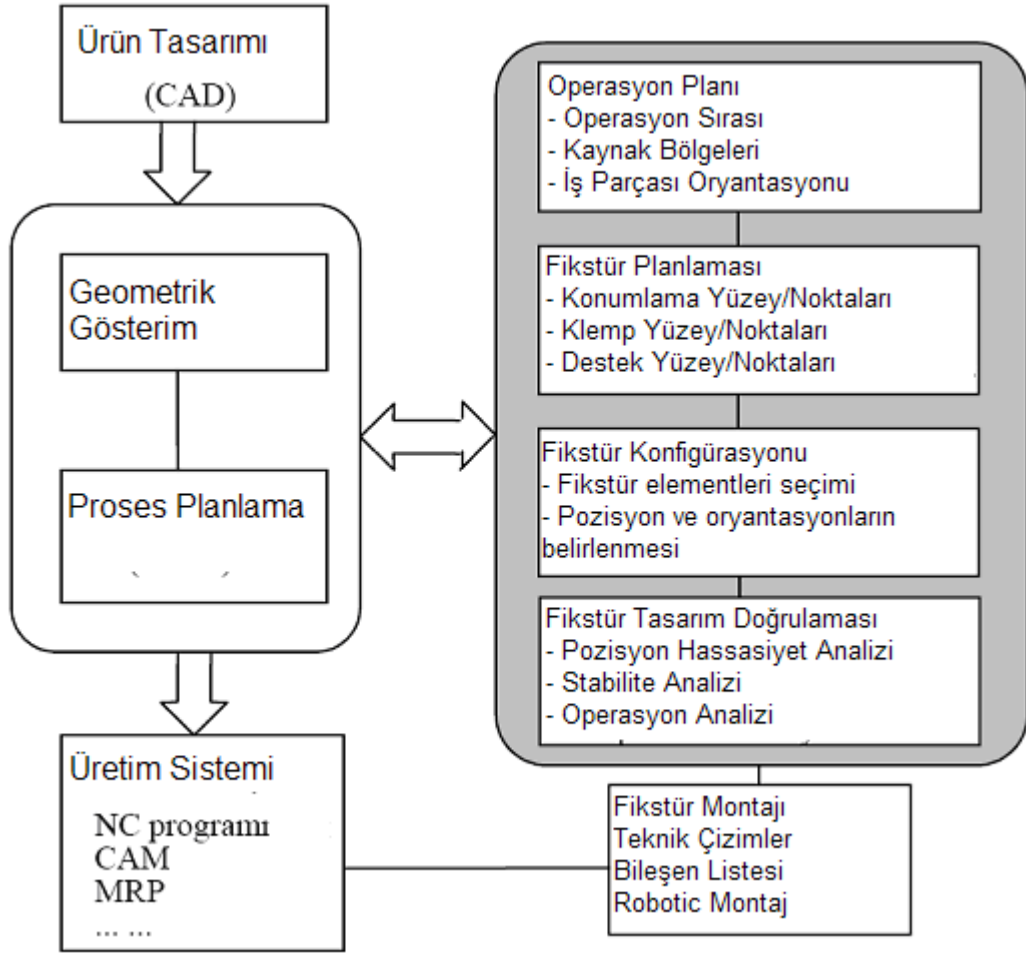 Ürün Tasarımı
(CAD)
Geometrik
Gösterim
Proses Planlama
Üretim Sistemi
NC programı
CAM
MRP
... ...
Operasyon Planı
- Operasyon Sırası
- Kaynak Bölgeleri
- İş Parçası Oryantasyonu
Fikstür Planlaması
- Konumlama Yüzey/Noktaları
- Klemp Yüzey/Noktaları
- Destek Yüzey/Noktaları
Fikstür Konfigürasyonu
- Fikstür elementleri seçimi
- Pozisyon ve oryantasyonların
belirlenmesi
Fikstür Tasarım Doğrulaması
- Pozisyon Hassasiyet Analizi
- Stabilite Analizi
- Operasyon Analizi
Fikstür Montajı
Teknik Çizimler
Bileşen Listesi
Robotic Montaj